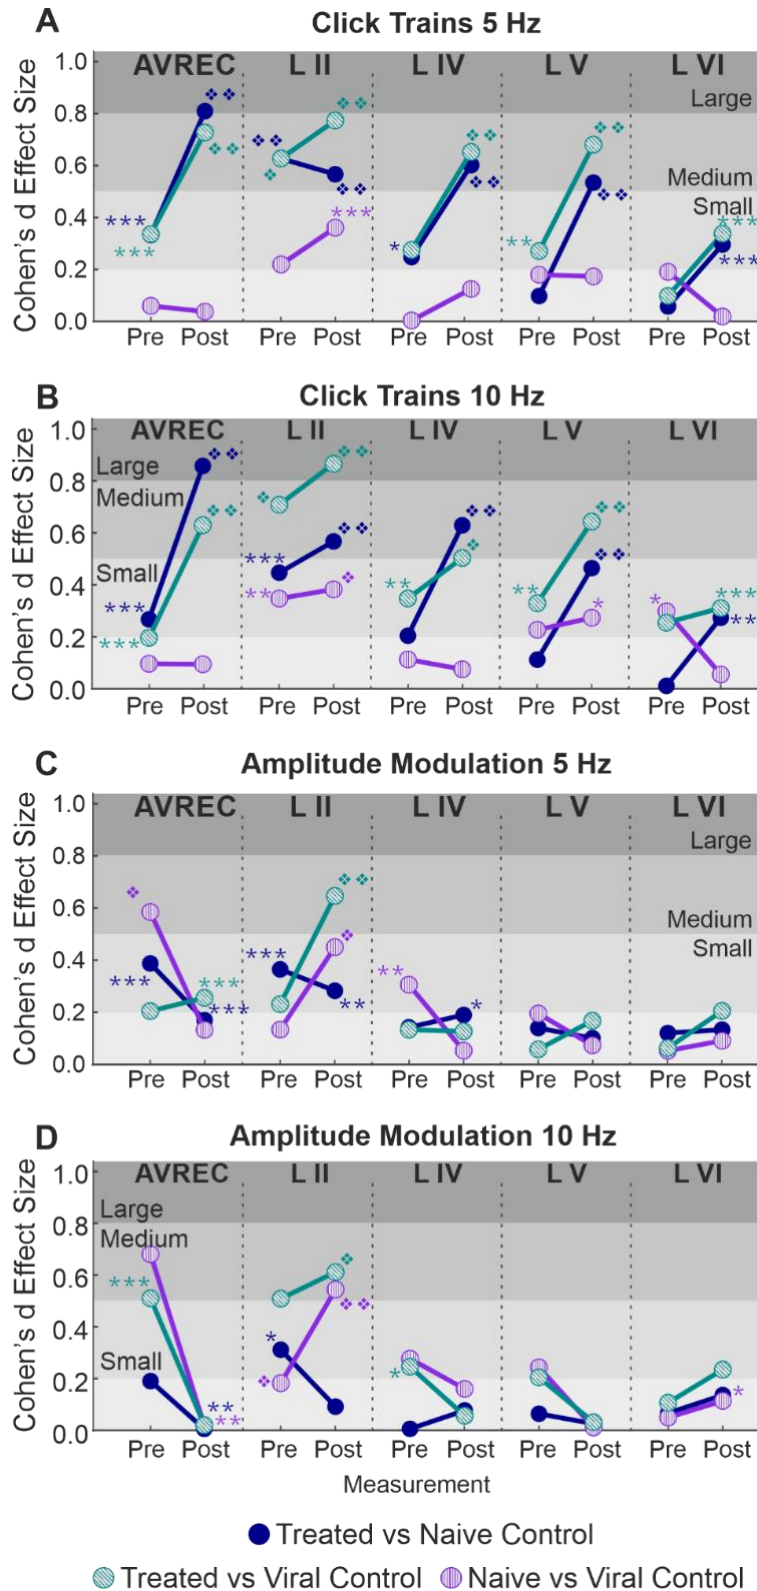 A Click Trains 5 Hz
AVREC L II L IV L V L VI
Large
Medium
Small
Cohen's d Effect Size
1.0
0.8
0.6
0.4
0.2
0.0
*** *** ❖❖ ❖❖
❖❖ ❖ ❖❖ ❖❖ ***
* ❖❖ ❖❖
** ❖❖ ❖❖
*** ***
Pre Post Pre Post Pre Post Pre Post Pre Post
B Click Trains 10 Hz
AVREC L II L IV L V L VI
Large
Medium
Small
Cohen's d Effect Size
1.0
0.8
0.6
0.4
0.2
0.0
*** *** ❖❖ ❖❖
❖ *** ** ❖❖ ❖❖ ❖
** ❖❖ ❖
** ❖❖ ❖❖ *
* *** **
Pre Post Pre Post Pre Post Pre Post Pre Post
C Amplitude Modulation 5 Hz
AVREC L II L IV L V L VI
Large
Medium
Small
Cohen's d Effect Size
1.0
0.8
0.6
0.4
0.2
0.0
❖ *** *** ***
*** ❖❖ ❖ **
** *
Pre Post Pre Post Pre Post Pre Post Pre Post
D Amplitude Modulation 10 Hz
AVREC L II L IV L V L VI
Large
Medium
Small
Cohen's d Effect Size
1.0
0.8
0.6
0.4
0.2
0.0
*** ** **
* ❖ ❖ ❖❖
*
*
Pre Post Pre Post Pre Post Pre Post Pre Post
Measurement
Treated vs Naive Control
Treated vs Viral Control Naive vs Viral Control